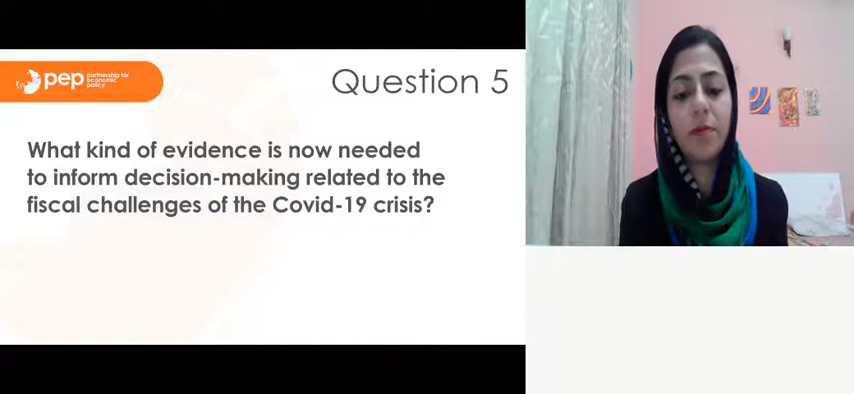 pep partnership for
economic
policy
Question 5
What kind of evidence is now needed
to inform decision-making related to the
fiscal challenges of the Covid-19 crisis?